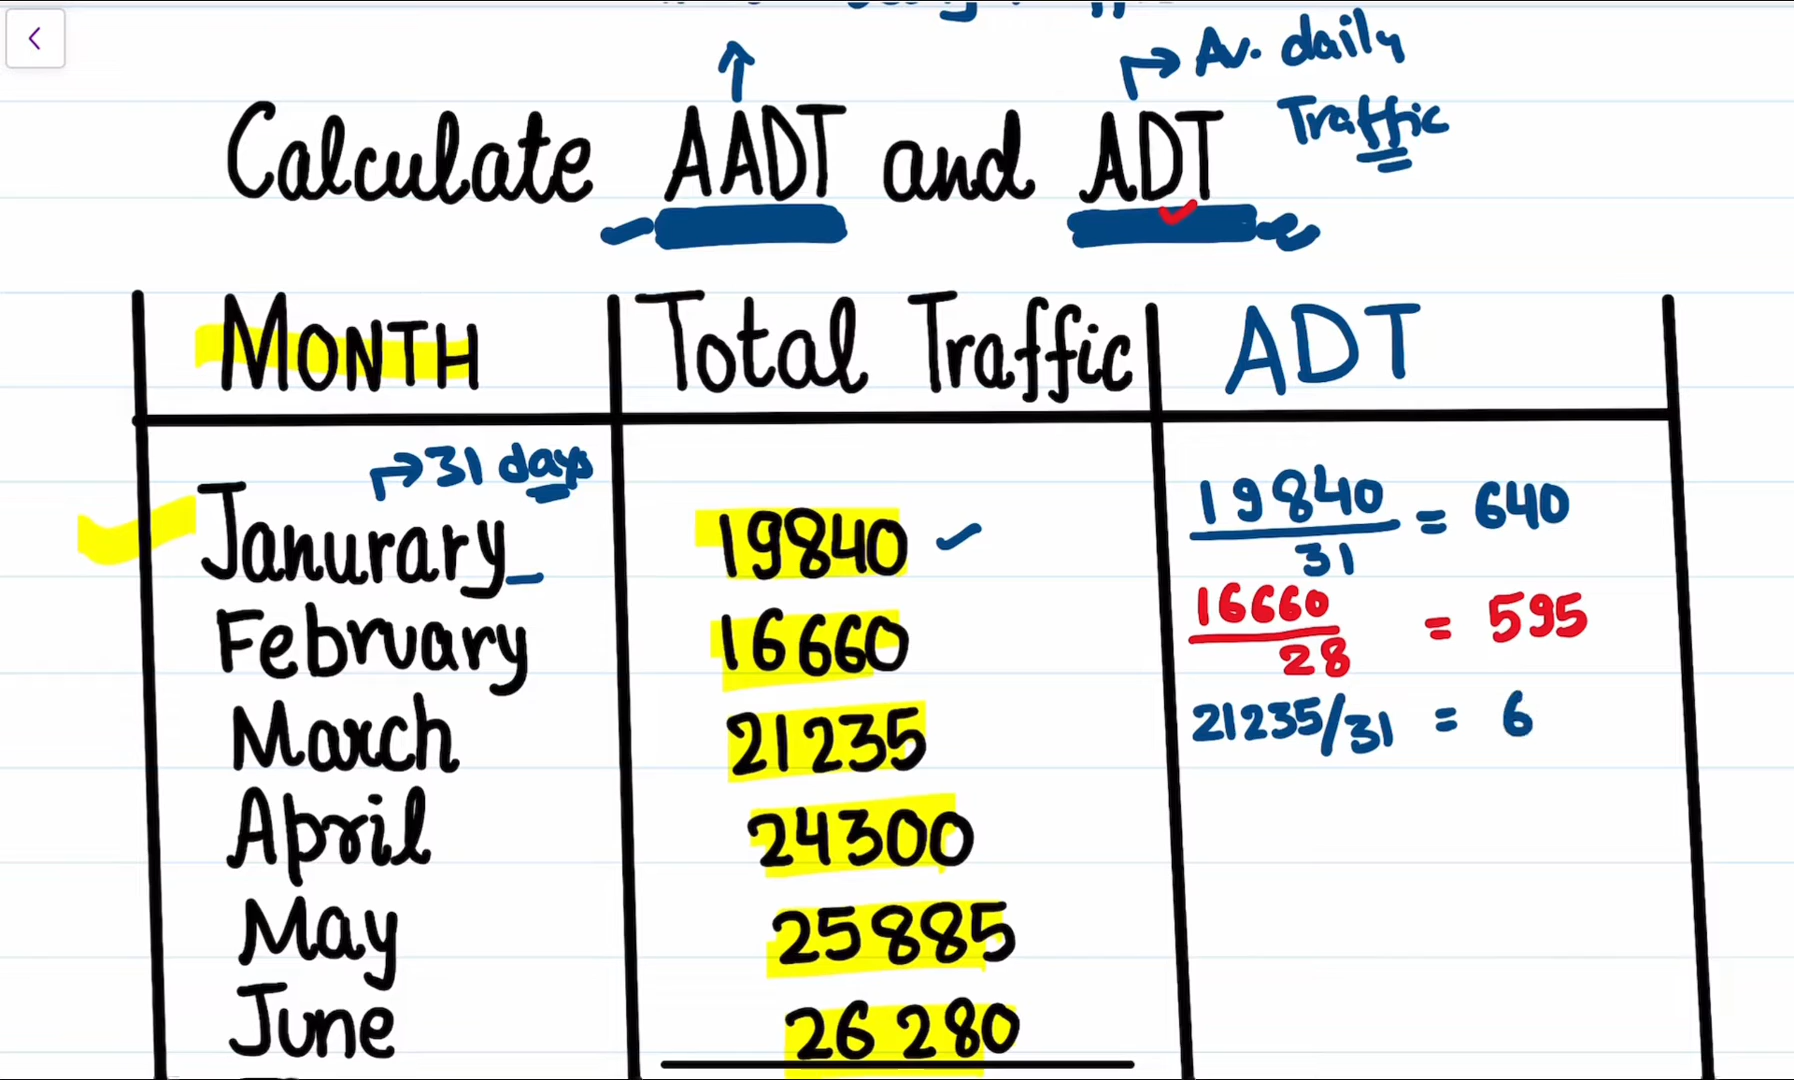 Av. daily
Traffic
Calculate AADT and ADT
MONTH Total Traffic ADT
31 days
Janurary 19840 19840/31 = 640
February 16660 16660/28 = 595
March 21235 21235/31 = 6
April 24300
May 25885
June 26280